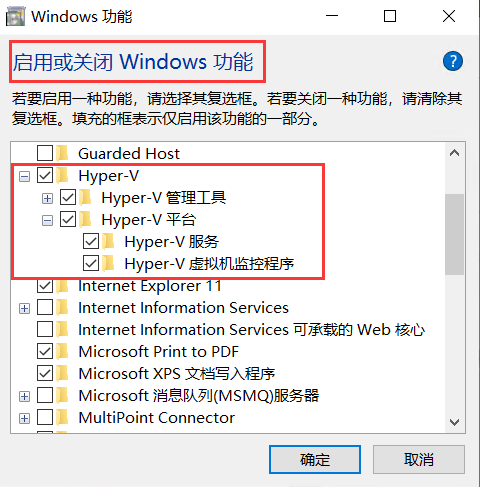 Windows 功能
启用或关闭 Windows 功能
?
若要启用一种功能，请选择其复选框。若要关闭一种功能，请清除其
复选框。填充的框表示仅启用该功能的一部分。
Guarded Host
Hyper-V
Hyper-V 管理工具
Hyper-V 平台
Hyper-V 服务
Hyper-V 虚拟机监控程序
Internet Explorer 11
Internet Information Services
Internet Information Services 可承载的 Web 核心
Microsoft Print to PDF
Microsoft XPS 文档写入程序
Microsoft 消息队列(MSMQ)服务器
MultiPoint Connector
确定
取消